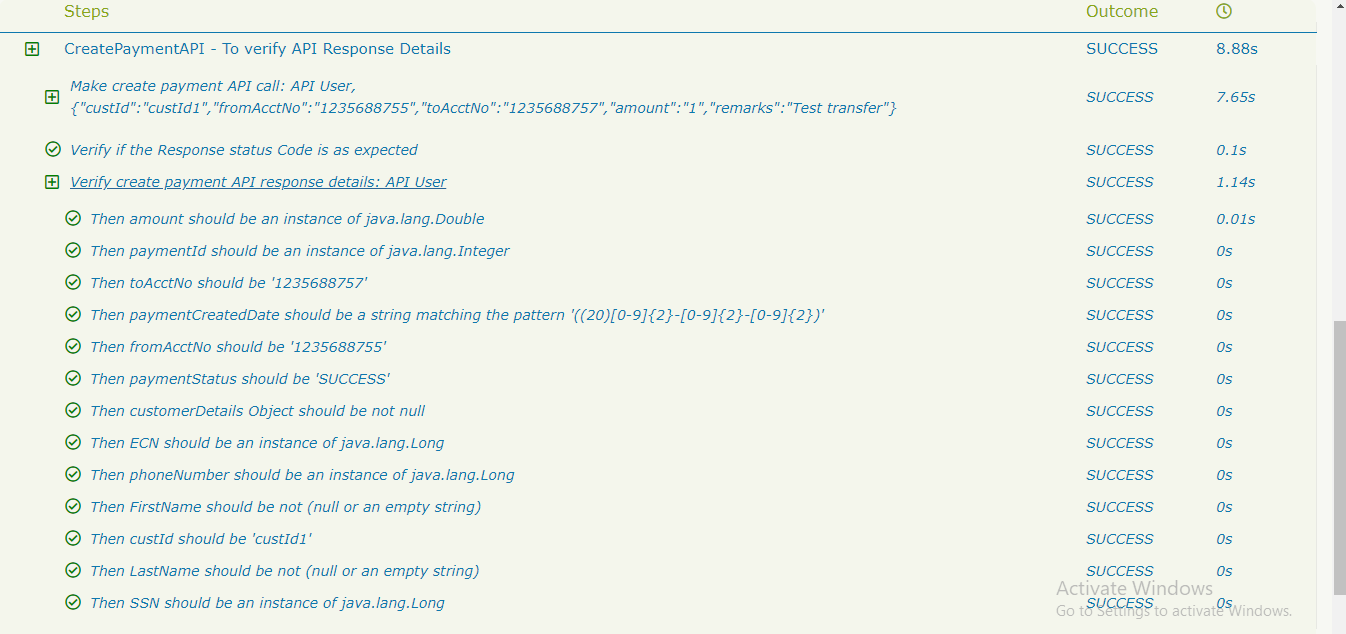 Steps Outcome
CreatePaymentAPI - To verify API Response Details SUCCESS 8.88s
Make create payment API call: API User,
{"custId":"custId1","fromAcctNo":"1235688755","toAcctNo":"1235688757","amount":"1","remarks":"Test transfer"} SUCCESS 7.65s
Verify if the Response status Code is as expected SUCCESS 0.1s
Verify create payment API response details: API User SUCCESS 1.14s
Then amount should be an instance of java.lang.Double SUCCESS 0.01s
Then paymentId should be an instance of java.lang.Integer SUCCESS 0s
Then toAcctNo should be '1235688757' SUCCESS 0s
Then paymentCreatedDate should be a string matching the pattern '((20)[0-9]{2}-[0-9]{2}-[0-9]{2})' SUCCESS 0s
Then fromAcctNo should be '1235688755' SUCCESS 0s
Then paymentStatus should be 'SUCCESS' SUCCESS 0s
Then customerDetails Object should be not null SUCCESS 0s
Then ECN should be an instance of java.lang.Long SUCCESS 0s
Then phoneNumber should be an instance of java.lang.Long SUCCESS 0s
Then FirstName should be not (null or an empty string) SUCCESS 0s
Then custId should be 'custId1' SUCCESS 0s
Then LastName should be not (null or an empty string) SUCCESS 0s
Activate Windows
Then SSN should be an instance of java.lang.Long SUCCESS 0s
Go to Settings to activate Windows.